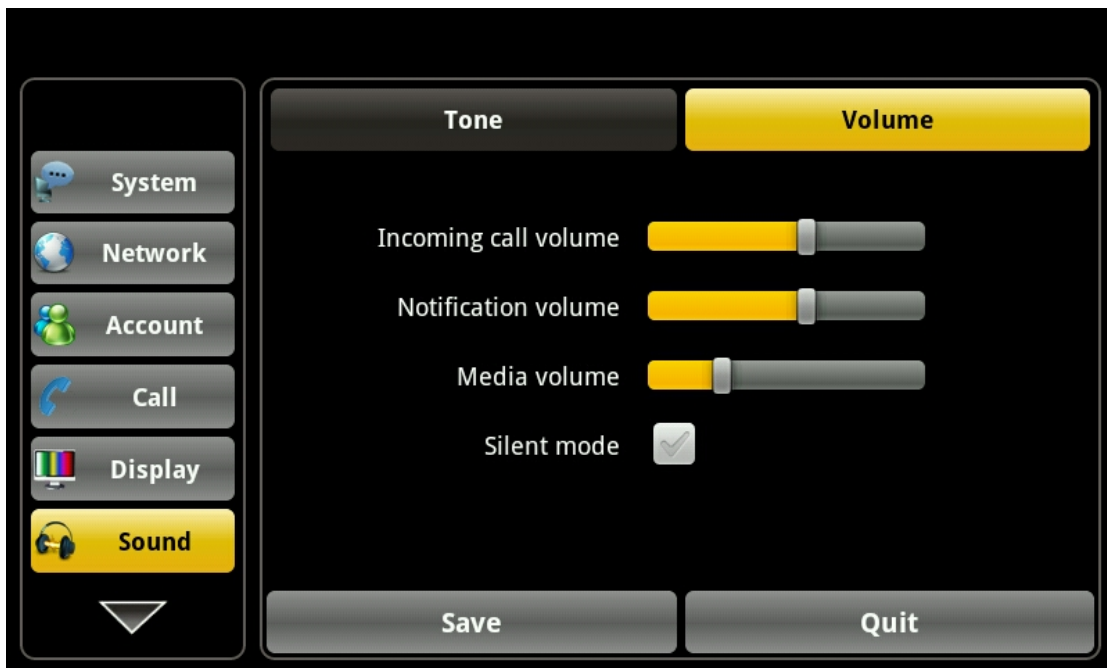 Tone
Volume
System
Network
Account
Call
Display
Sound
Incoming call volume
Notification volume
Media volume
Silent mode
Save
Quit